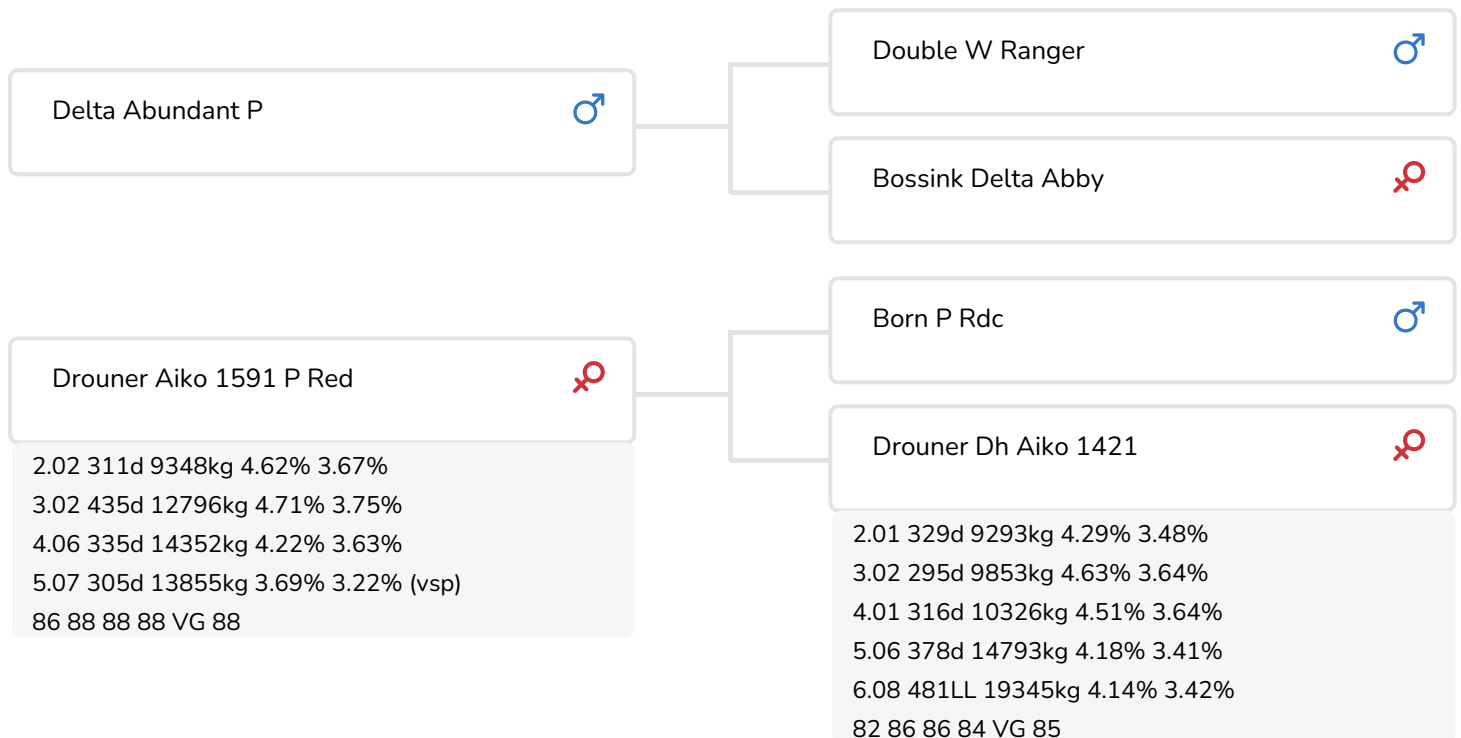 Delta Abundant P
Double W Ranger
Bossink Delta Abby
Drouner Aiko 1591 P Red
2.02 311d 9348kg 4.62% 3.67%
3.02 435d 12796kg 4.71% 3.75%
4.06 335d 14352kg 4.22% 3.63%
5.07 305d 13855kg 3.69% 3.22% (vsp)
86 88 88 88 VG 88
Born P Rdc
Drouner Dh Aiko 1421
2.01 329d 9293kg 4.29% 3.48%
3.02 295d 9853kg 4.63% 3.64%
4.01 316d 10326kg 4.51% 3.64%
5.06 378d 14793kg 4.18% 3.41%
6.08 481LL 19345kg 4.14% 3.42%
82 86 86 84 VG 85